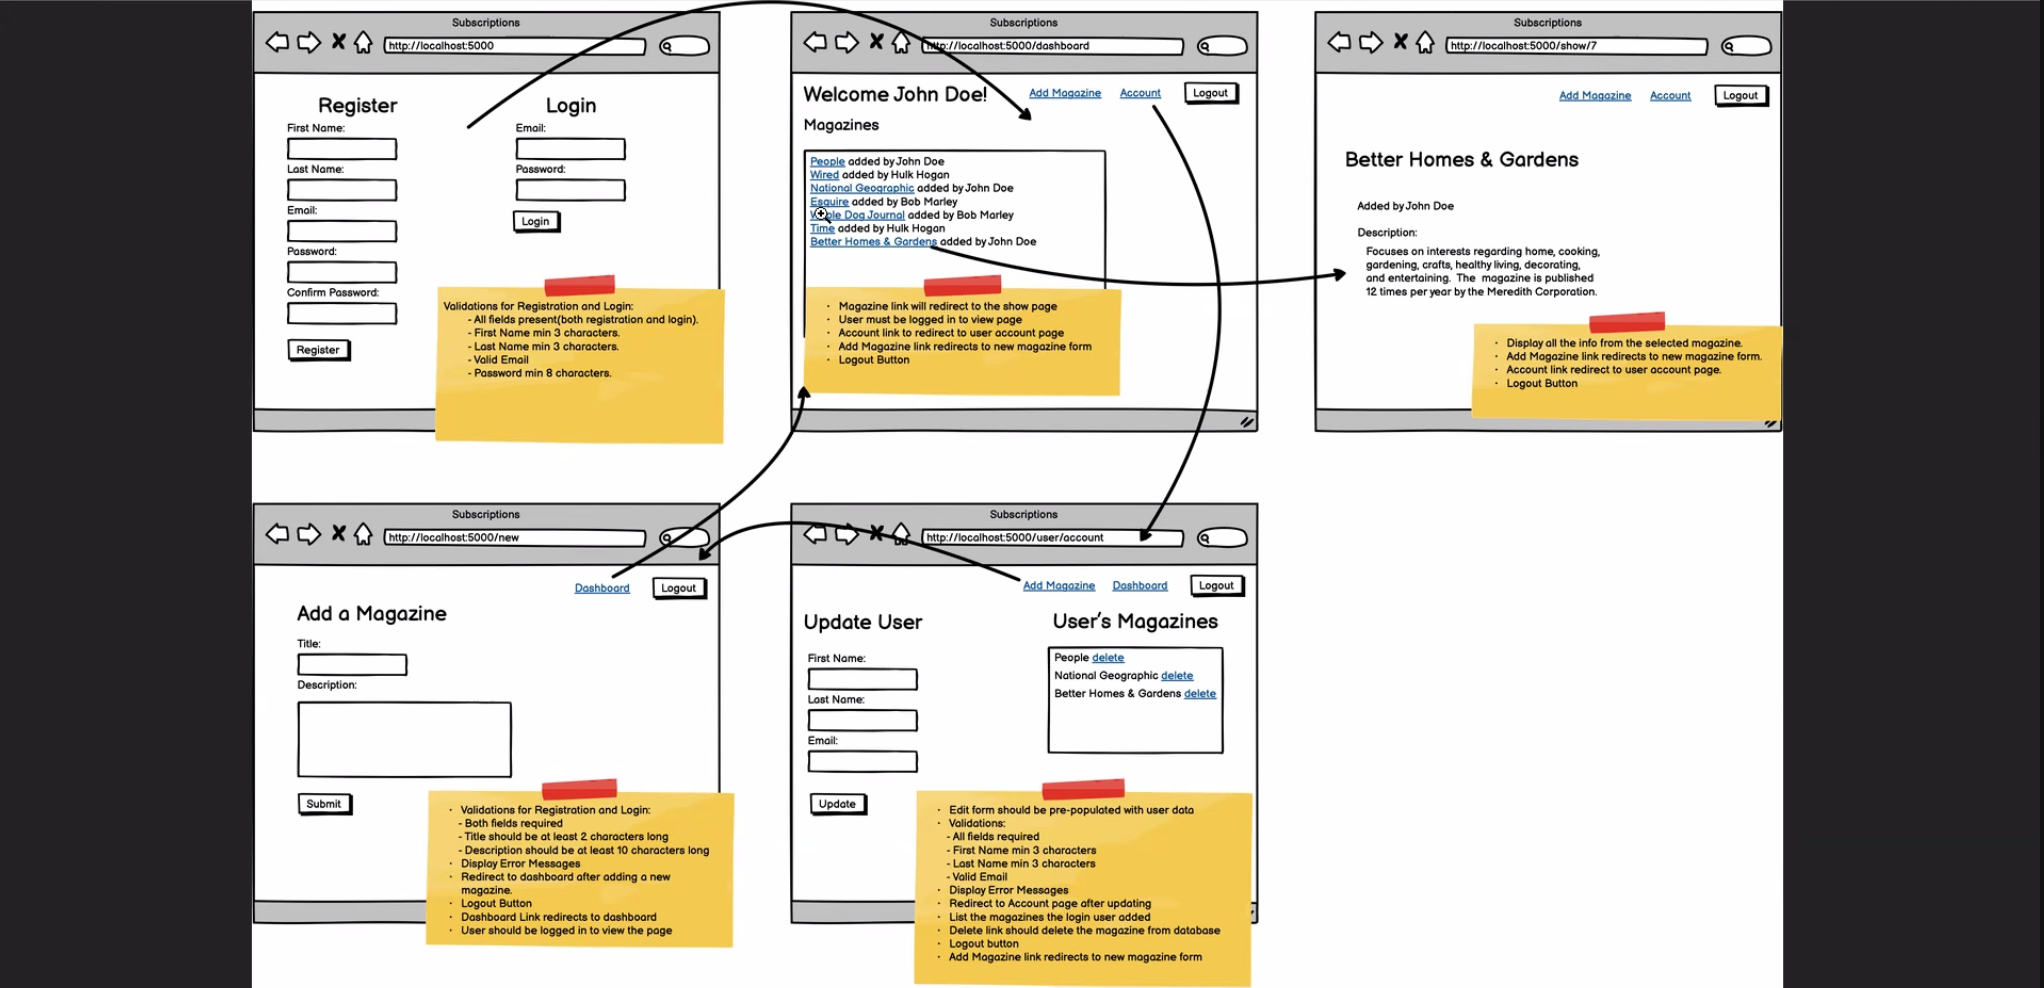 Subscriptions
http://localhost:5000
Register
First Name:
Last Name:
Email:
Password:
Confirm Password:
Register
Login
Email:
Password:
Login
Validations for Registration and Login:
- All fields present(both registration and login).
- First Name min 3 characters.
- Last Name min 3 characters.
- Valid Email
- Password min 8 characters.
Subscriptions
http://localhost:5000/dashboard
Welcome John Doe!
Add Magazine
Account
Logout
Magazines
People added by John Doe
Wired added by Hulk Hogan
National Geographic added by John Doe
Esquire added by Bob Marley
Dog Journal added by Bob Marley
Time added by Hulk Hogan
Better Homes & Gardens added by John Doe
· Magazine link will redirect to the show page
· User must be logged in to view page
· Account link to redirect to user account page
· Add Magazine link redirects to new magazine form
· Logout Button
Subscriptions
http://localhost:5000/show/7
Add Magazine
Account
Logout
Better Homes & Gardens
Added by John Doe
Description:
Focuses on interests regarding home, cooking,
gardening, crafts, healthy living, decorating,
and entertaining. The magazine is published
12 times per year by the Meredith Corporation.
· Display all the info from the selected magazine.
· Add Magazine link redirects to new magazine form.
· Account link redirect to user account page.
· Logout Button
Subscriptions
http://localhost:5000/new
Dashboard
Logout
Add a Magazine
Title:
Description:
Submit
· Validations for Registration and Login:
- Both fields required
- Title should be at least 2 characters long
- Description should be at least 10 characters long
· Display Error Messages
· Redirect to dashboard after adding a new
magazine.
· Logout Button
· Dashboard Link redirects to dashboard
· User should be logged in to view the page
Subscriptions
http://localhost:5000/user/account
Add Magazine
Dashboard
Logout
Update User
First Name:
Last Name:
Email:
Update
User's Magazines
People delete
National Geographic delete
Better Homes & Gardens delete
· Edit form should be pre-populated with user data
· Validations:
- All fields required
- First Name min 3 characters
- Last Name min 3 characters
- Valid Email
· Display Error Messages
· Redirect to Account page after updating
· List the magazines the login user added
· Delete link should delete the magazine from database
· Logout button
· Add Magazine link redirects to new magazine form